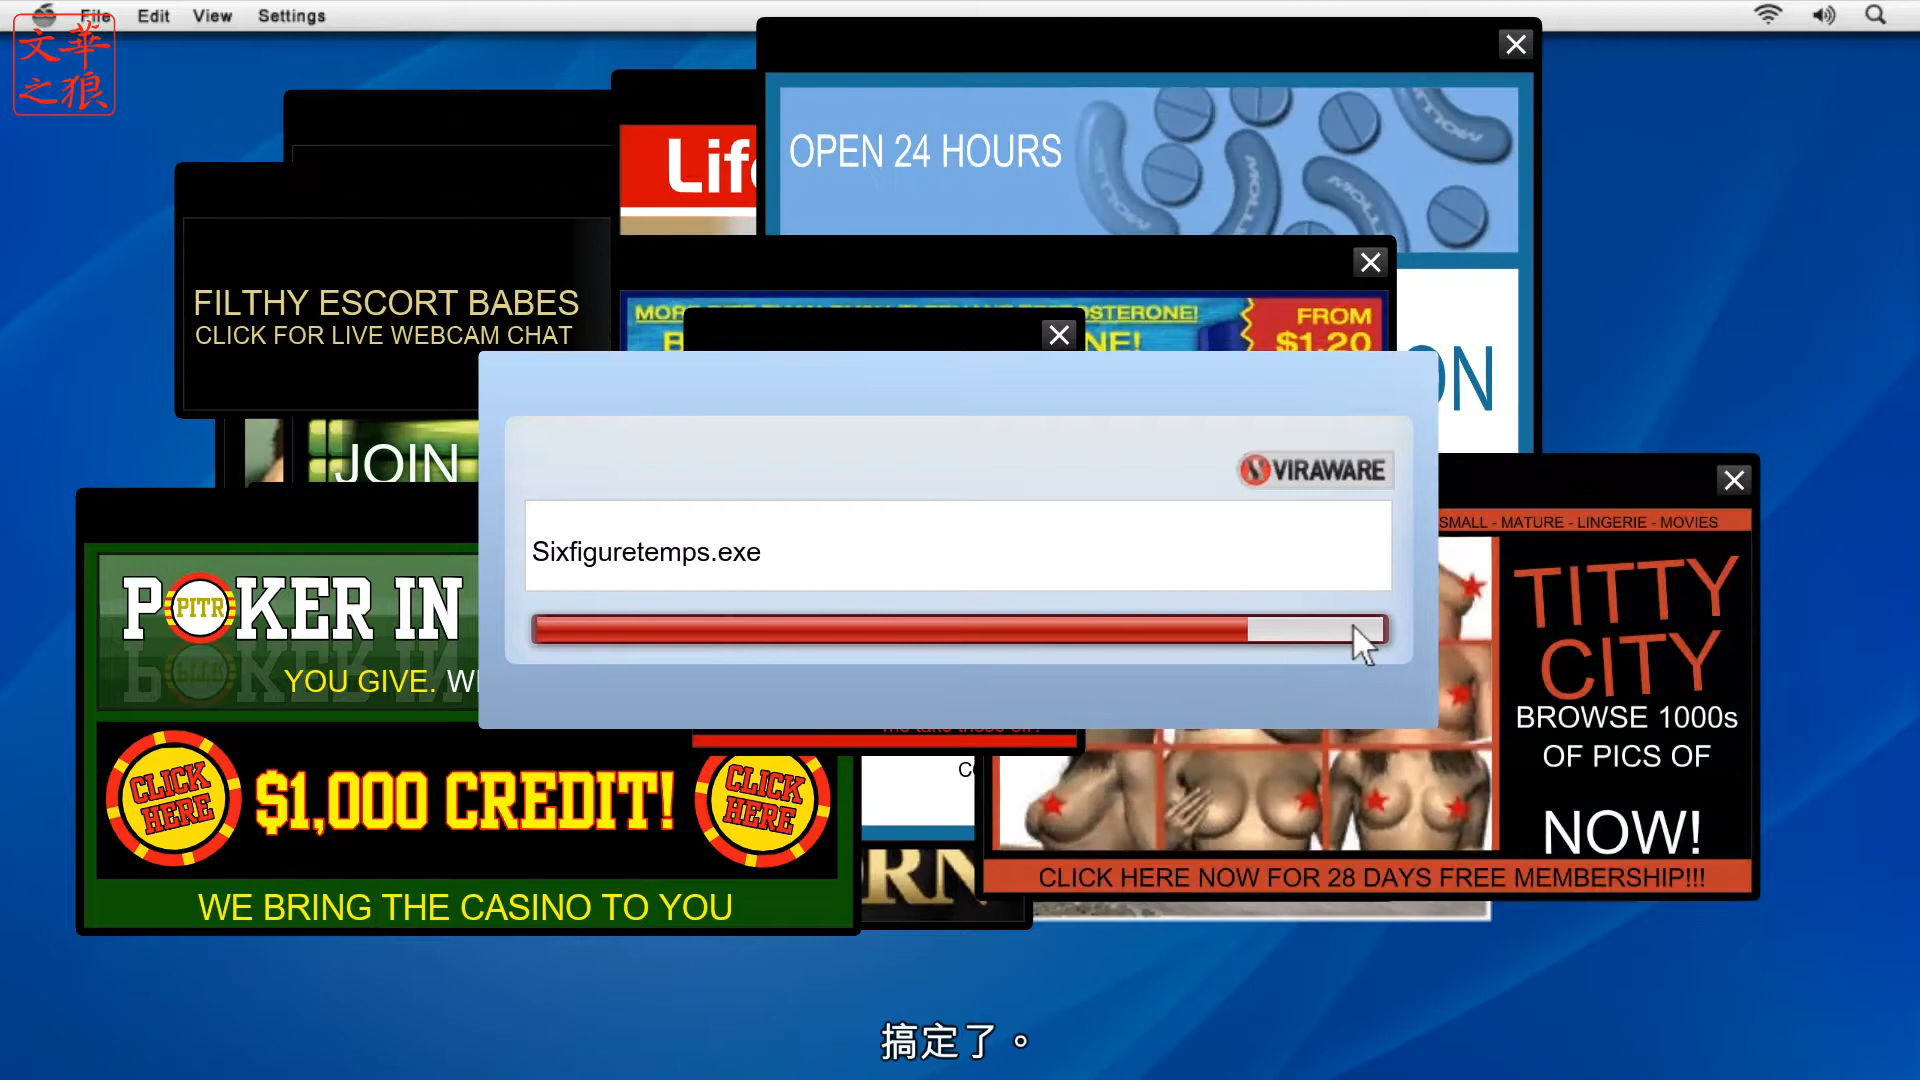 File Edit View Settings
文華
之狼
OPEN 24 HOURS
MOLLIT
FILTHY ESCORT BABES
CLICK FOR LIVE WEBCAM CHAT
FROM
$1.20
JOIN
VIRAWARE
Sixfiguretemps.exe
SMALL - MATURE - LINGERIE - MOVIES
TITTY
CITY
BROWSE 1000s
OF PICS OF
NOW!
CLICK HERE NOW FOR 28 DAYS FREE MEMBERSHIP!!!
POKER IN
PITR
YOU GIVE.
CLICK
HERE
$1,000 CREDIT!
CLICK
HERE
WE BRING THE CASINO TO YOU
搞定了。